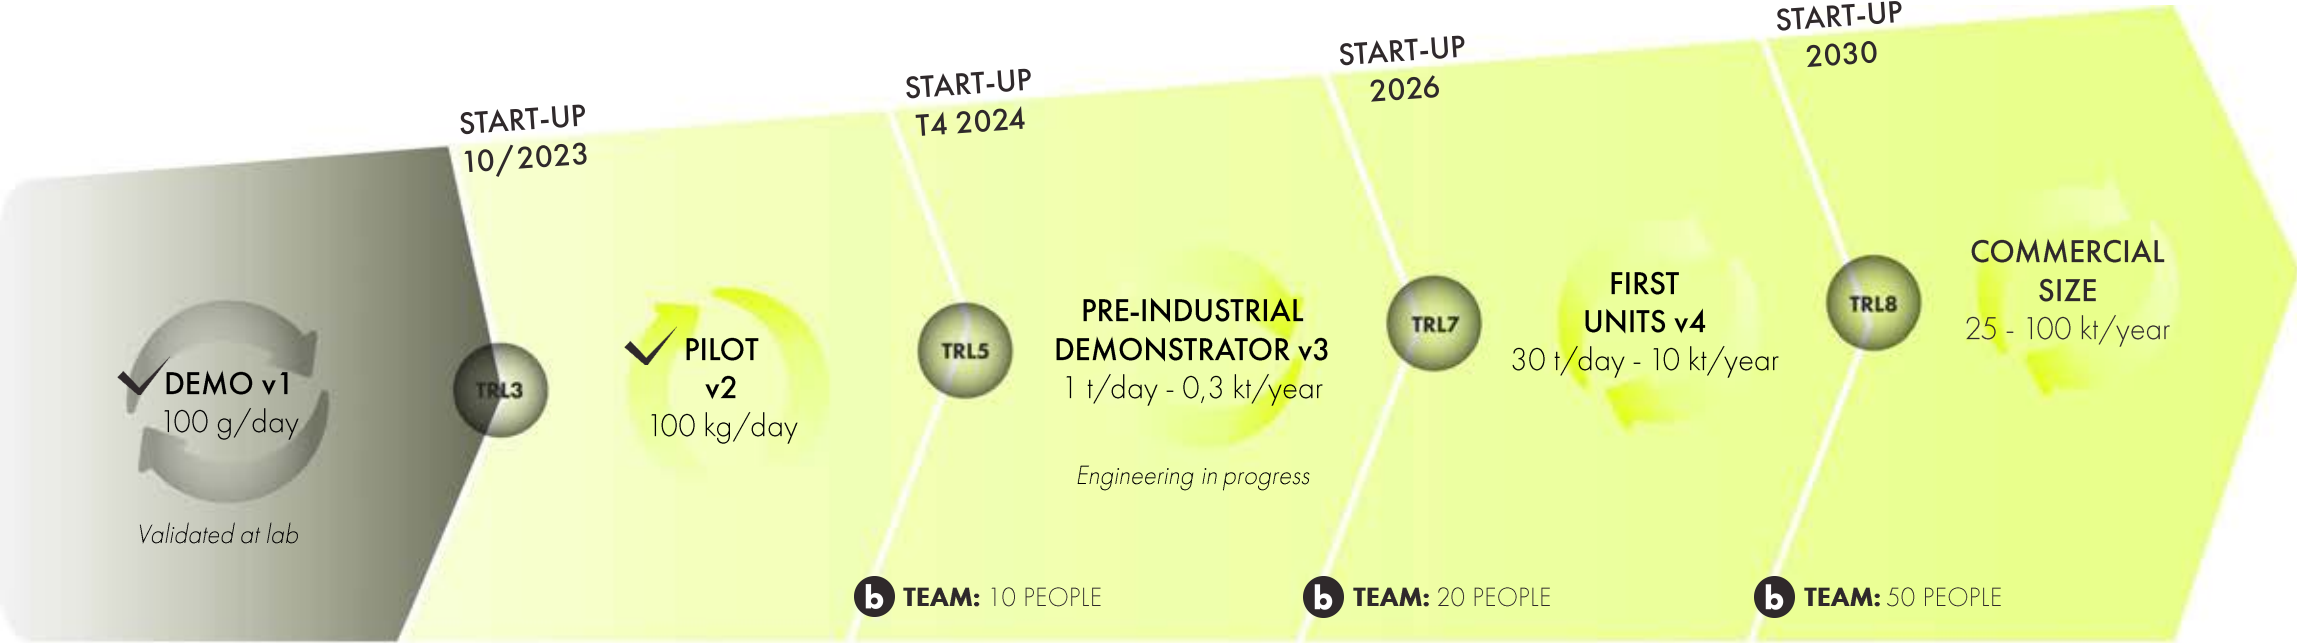 DEMO v1
100 g/day
Validated at lab
START-UP
10/2023
TRL3
PILOT
v2
100 kg/day
START-UP
T4 2024
TRL5
PRE-INDUSTRIAL
DEMONSTRATOR v3
1 t/day - 0,3 kt/year
Engineering in progress
b TEAM: 10 PEOPLE
START-UP
2026
TRL7
FIRST
UNITS v4
30 t/day - 10 kt/year
b TEAM: 20 PEOPLE
START-UP
2030
TRL8
COMMERCIAL
SIZE
25 - 100 kt/year
b TEAM: 50 PEOPLE